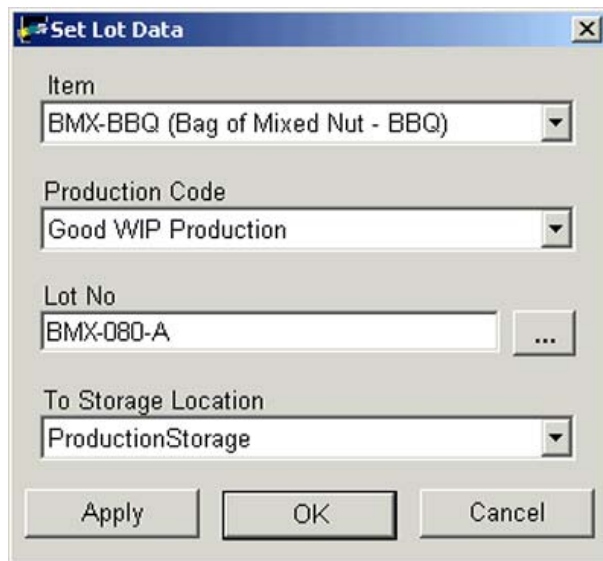 Set Lot Data
Item
BMX-BBQ (Bag of Mixed Nut - BBQ)
Production Code
Good WIP Production
Lot No
BMX-080-A
...
To Storage Location
ProductionStorage
Apply OK Cancel